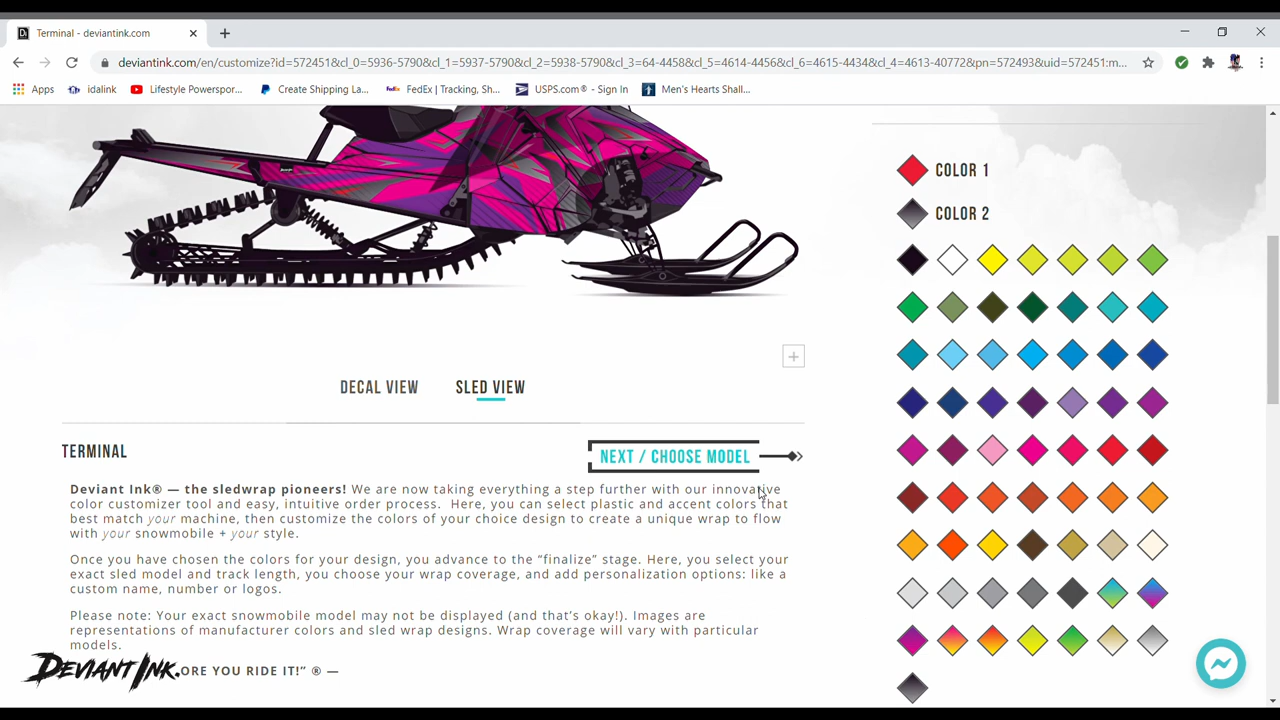 Terminal - deviantink.com
deviantink.com/en/customize?id=572451&cl_0=5936-5790&cl_1=5937-5790&cl_2=5938-5790&cl_3=64-4458&cl_5=4614-4456&cl_6=4615-4434&cl_4=4613-40772&pn=572493&uid=572451:m...
Apps idalink Lifestyle Powerspor... Create Shipping La... FedEx | Tracking, Sh... USPS.com® - Sign In Men's Hearts Shall...
COLOR 1
COLOR 2
DECAL VIEW SLED VIEW
TERMINAL
NEXT / CHOOSE MODEL
Deviant Ink® — the sledwrap pioneers! We are now taking everything a step further with our innovative
color customizer tool and easy, intuitive order process. Here, you can select plastic and accent colors that
best match your machine, then customize the colors of your choice design to create a unique wrap to flow
with your snowmobile + your style.
Once you have chosen the colors for your design, you advance to the “finalize” stage. Here, you select your
exact sled model and track length, you choose your wrap coverage, and add personalization options: like a
custom name, number or logos.
Please note: Your exact snowmobile model may not be displayed (and that's okay!). Images are
representations of manufacturer colors and sled wrap designs. Wrap coverage will vary with particular
models.
DEVIANT INK.
ORE YOU RIDE IT!” ® —